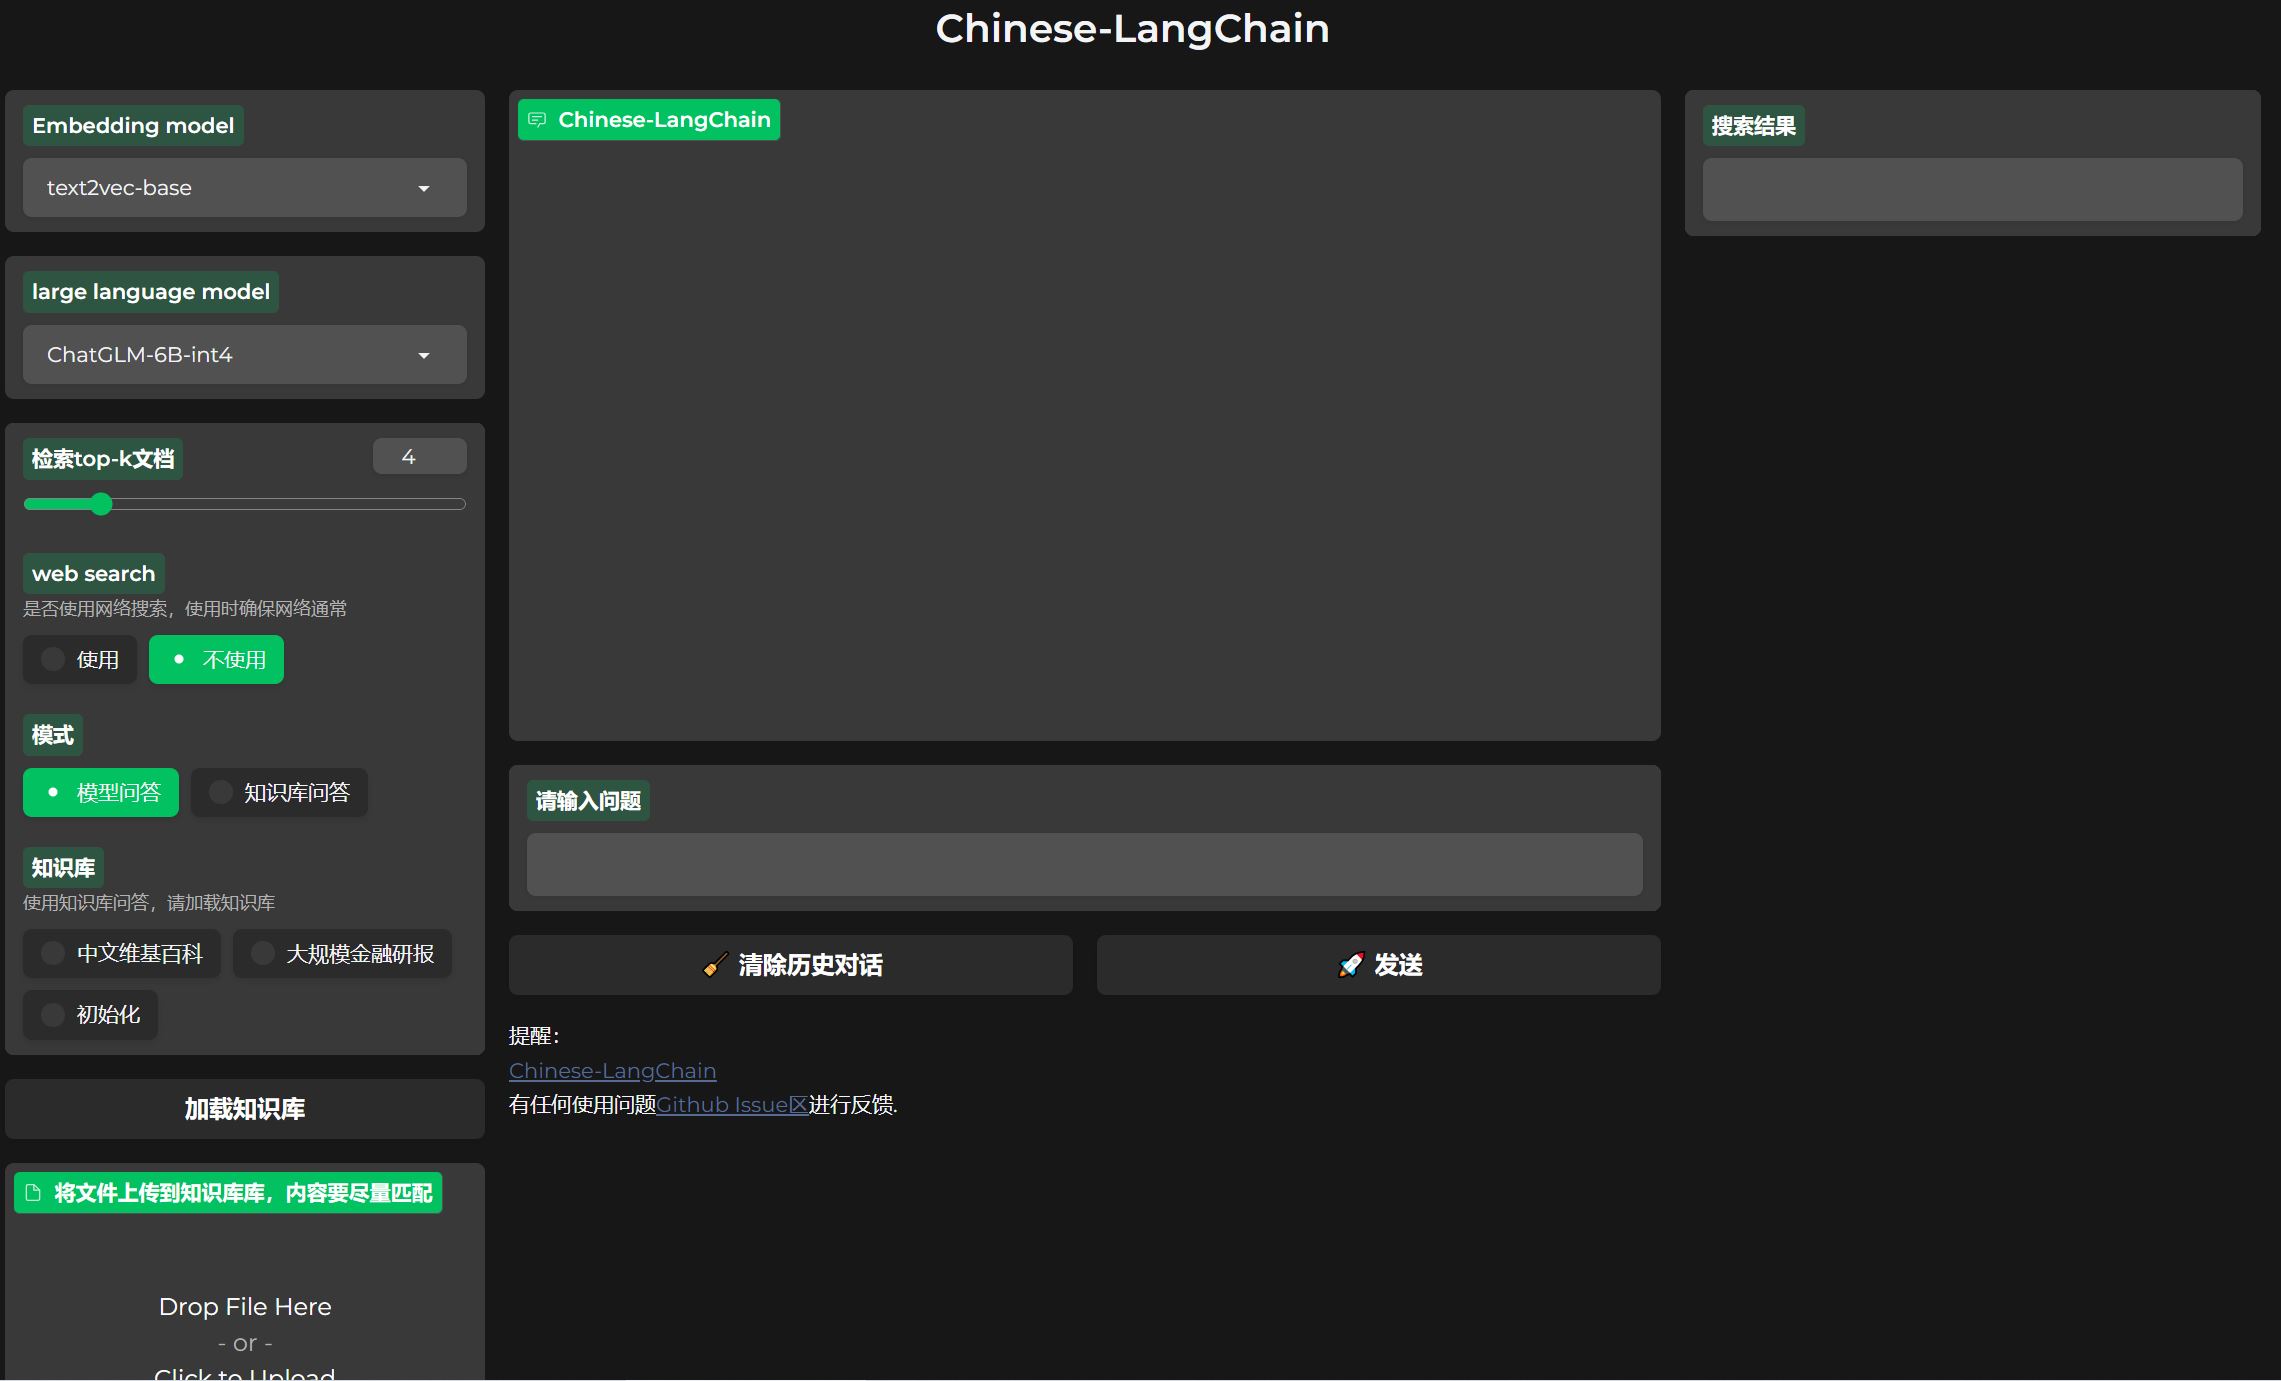 Chinese-LangChain
Embedding model
text2vec-base
large language model
ChatGLM-6B-int4
检索top-k文档
4
web search
是否使用网络搜索，使用时确保网络通常
使用
不使用
模式
模型问答
知识库问答
知识库
使用知识库问答，请加载知识库
中文维基百科
大规模金融研报
初始化
加载知识库
将文件上传到知识库库，内容要尽量匹配
Drop File Here
- or -
Click to Upload
Chinese-LangChain
请输入问题
清除历史对话
发送
提醒：
Chinese-LangChain
有任何使用问题Github Issue区进行反馈.
搜索结果